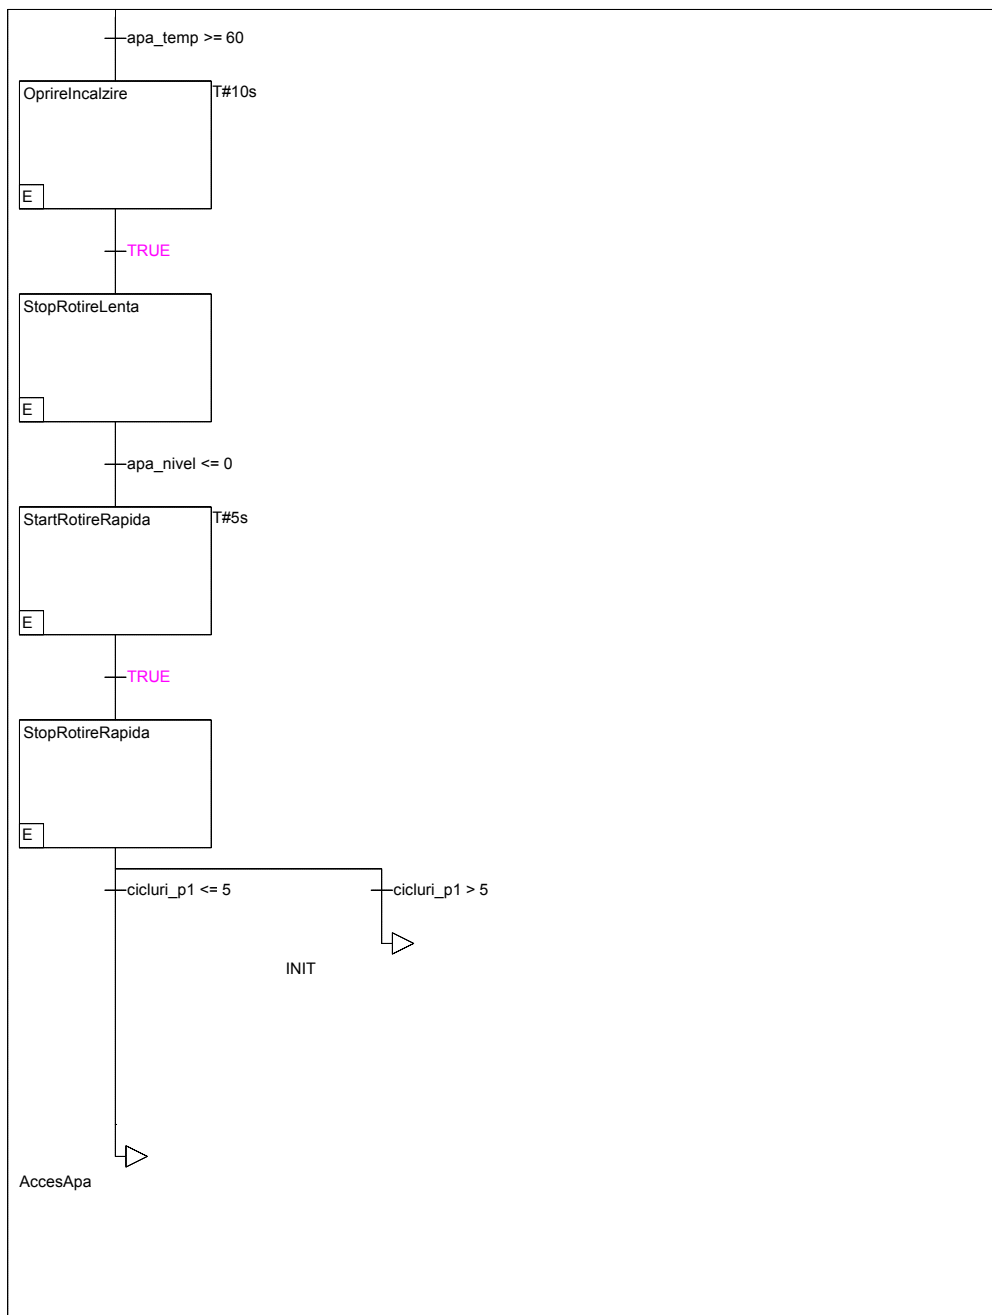 apa_temp >= 60
OprireIncalzire
T#10s
E
TRUE
StopRotireLenta
E
apa_nivel <= 0
StartRotireRapida
T#5s
E
TRUE
StopRotireRapida
E
cicluri_p1 <= 5
cicluri_p1 > 5
INIT
AccesApa